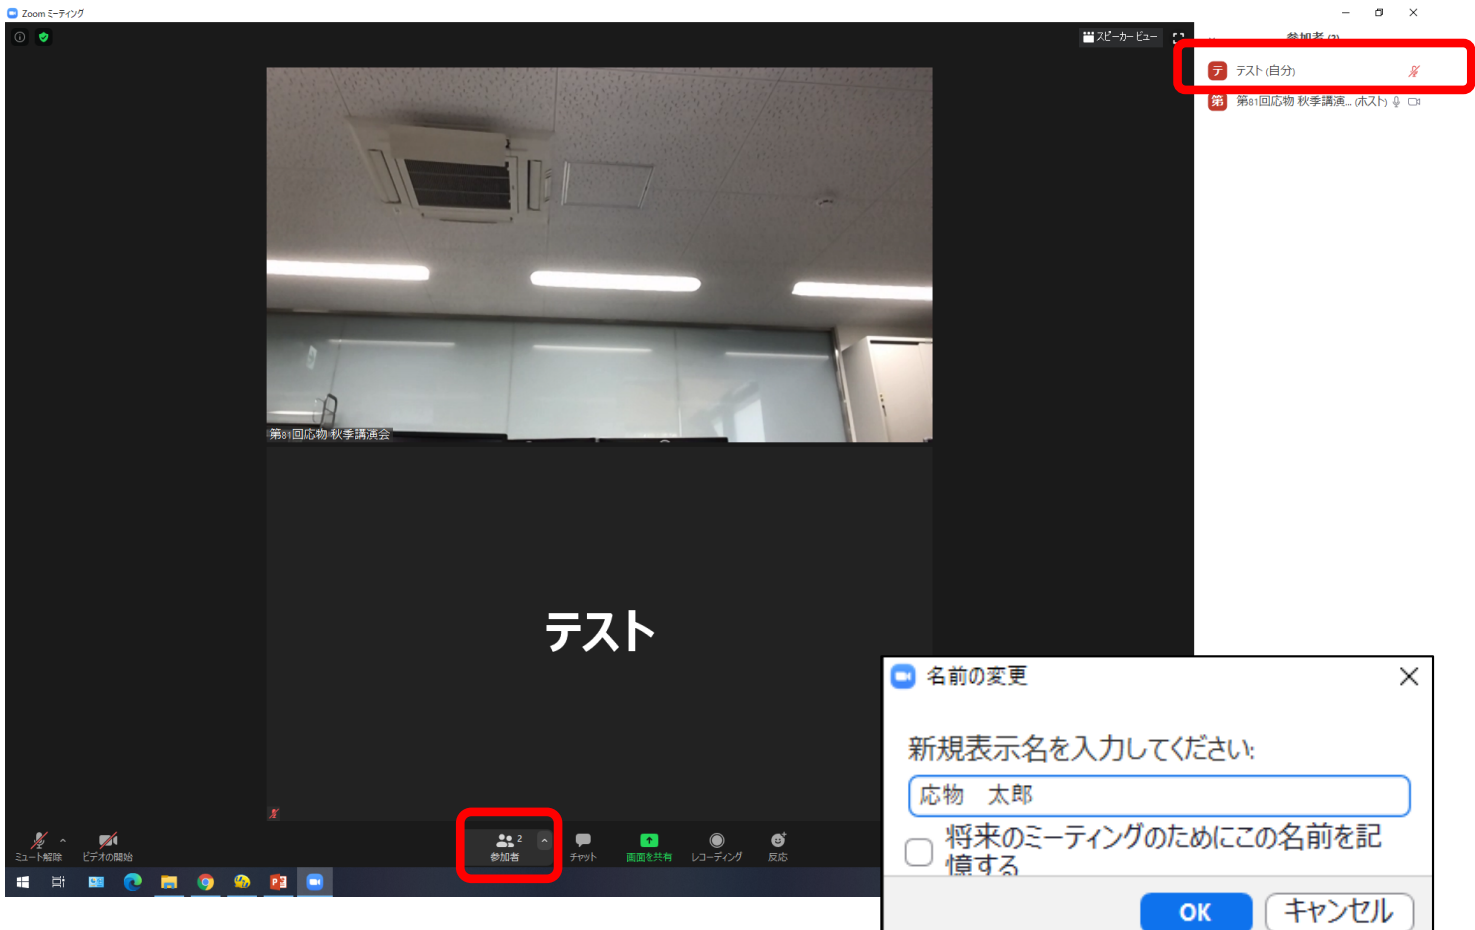 Zoom ミーティング
スピーカー ビュー
参加者 (2)
テ テスト (自分)
第 第81回応物 秋季講演... (ホスト)
第81回応物 秋季講演会
テスト
名前の変更
新規表示名を入力してください:
応物　太郎
将来のミーティングのためにこの名前を記
憶する
OK キャンセル
ミュート解除 ビデオの開始 参加者 2 チャット 画面を共有 レコーディング 反応